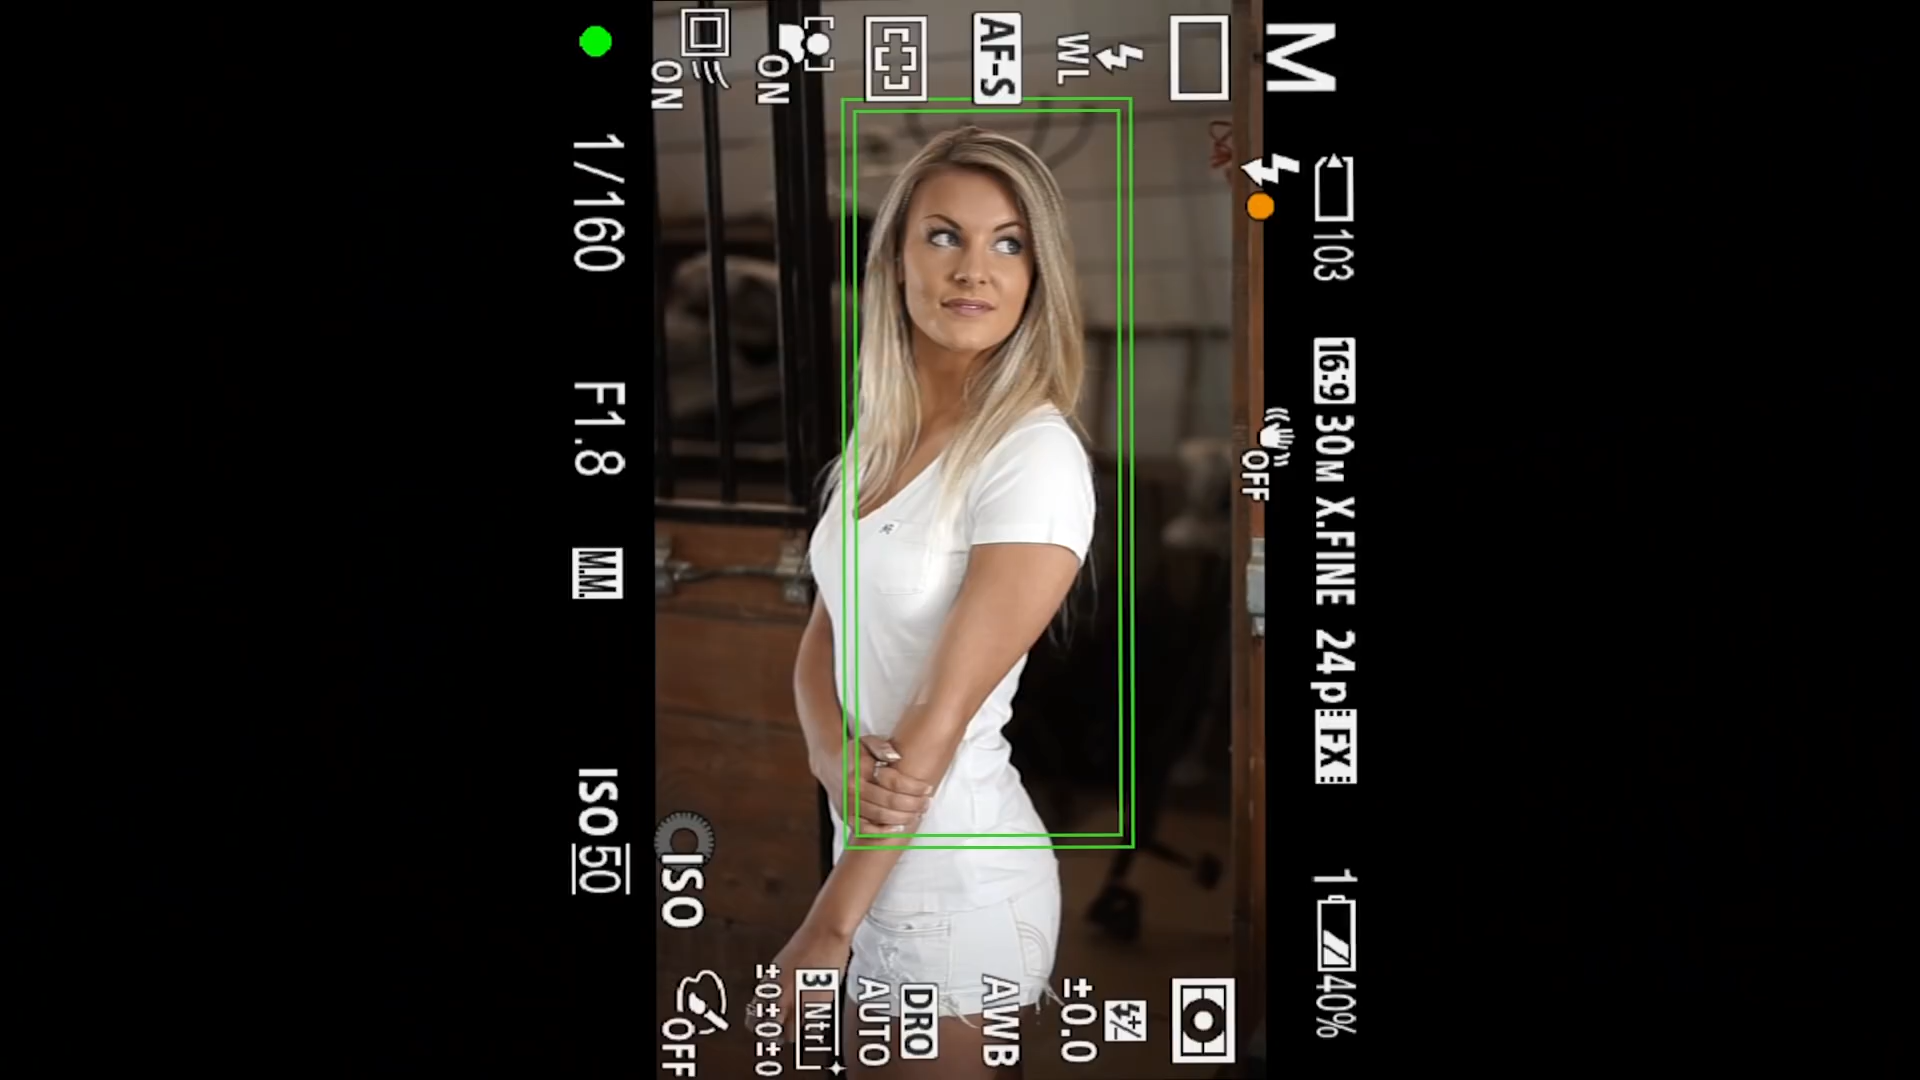 M
103
16:9 30M X.FINE 24p FX
1 40%
WL
AF-S
ON
ON
OFF
±0.0
AWB
DRO
AUTO
3 Ntrl
±0±0±0
OFF
ISO
1/160
F1.8
M.M.
ISO 50